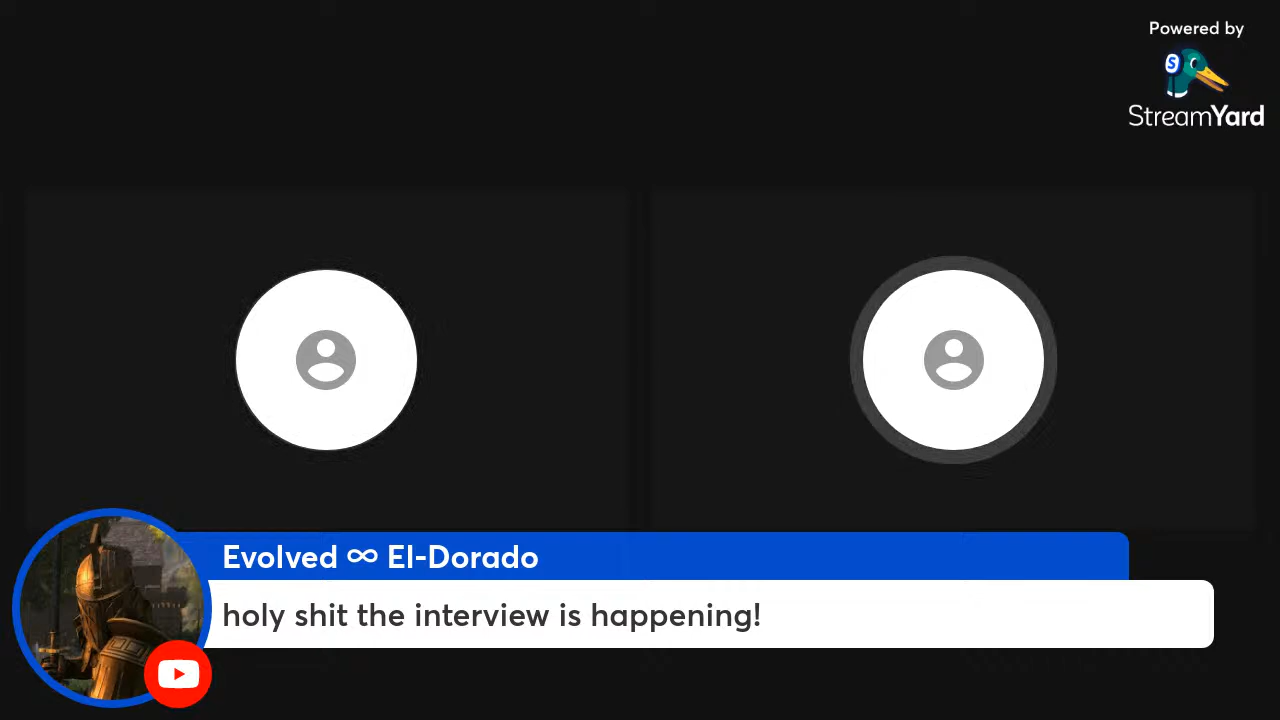 Powered by
S
StreamYard
Evolved ∞ El-Dorado
holy shit the interview is happening!